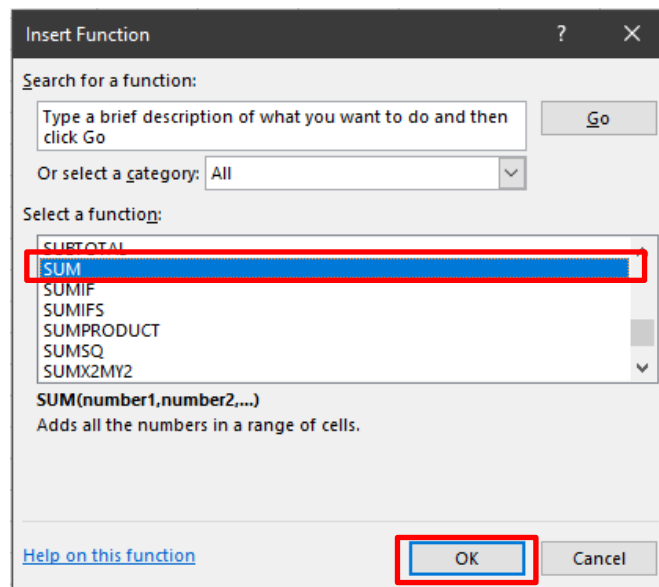 Insert Function ? ×
Search for a function:
Type a brief description of what you want to do and then
click Go
Go
Or select a category: All
Select a function:
SUBTOTAL
SUM
SUMIF
SUMIFS
SUMPRODUCT
SUMSQ
SUMX2MY2
SUM(number1,number2,...)
Adds all the numbers in a range of cells.
Help on this function
OK
Cancel